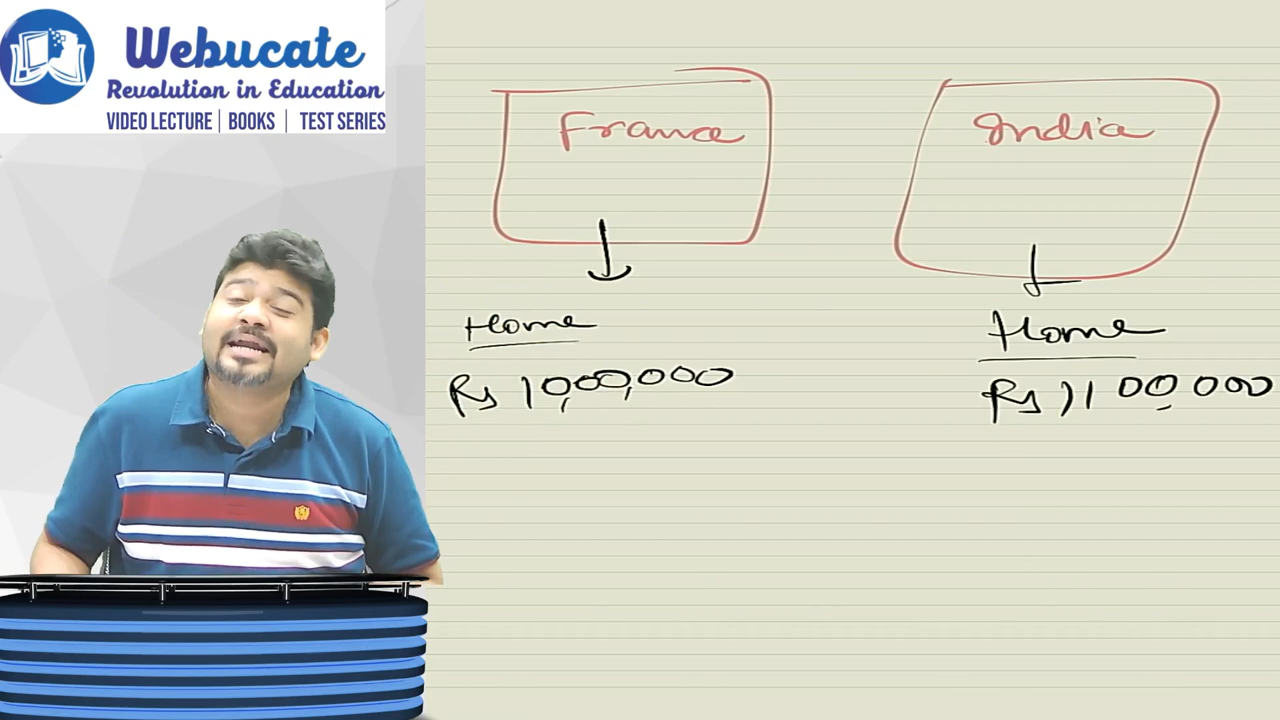 Webucate
Revolution in Education
VIDEO LECTURE | BOOKS | TEST SERIES
France
India
Home
Home
Rs 10,00,000
Rs 11 00,000